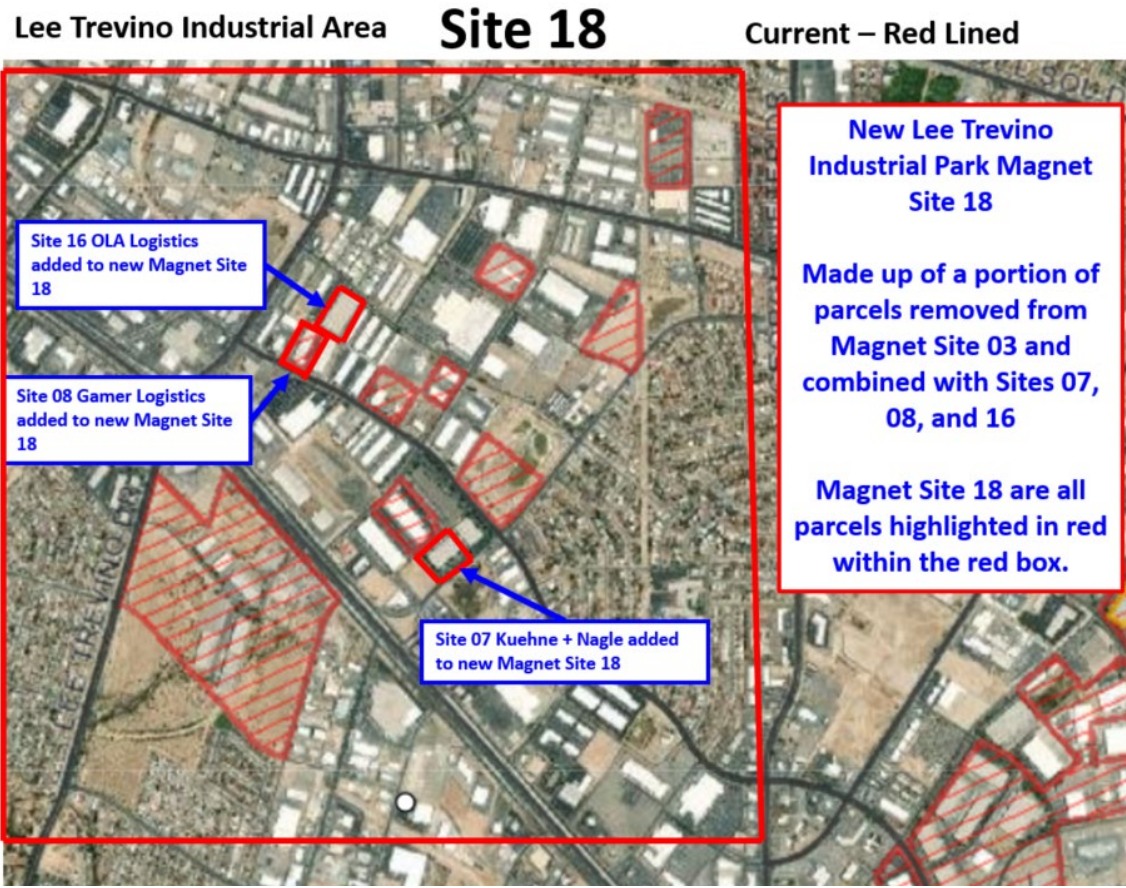 Lee Trevino Industrial Area
Site 18
Current – Red Lined
New Lee Trevino
Industrial Park Magnet
Site 18
Made up of a portion of
parcels removed from
Magnet Site 03 and
combined with Sites 07,
08, and 16
Magnet Site 18 are all
parcels highlighted in red
within the red box.
Site 16 OLA Logistics
added to new Magnet Site
18
Site 08 Gamer Logistics
added to new Magnet Site
18
Site 07 Kuehne + Nagle added
to new Magnet Site 18
LEE TREVINO DR